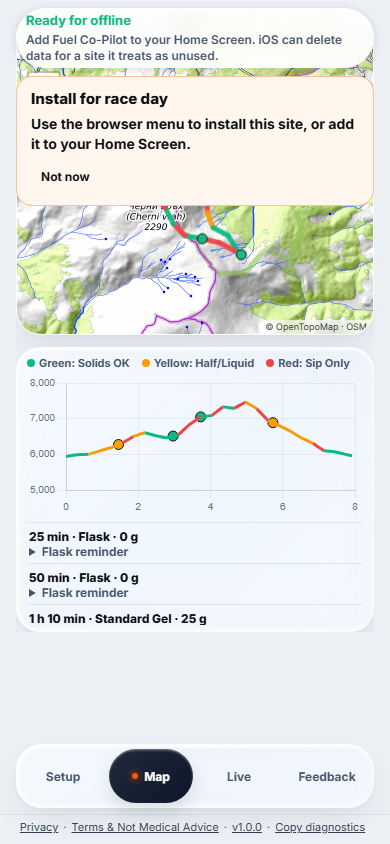 Ready for offline
Add Fuel Co-Pilot to your Home Screen. iOS can delete
data for a site it treats as unused.
Install for race day
Use the browser menu to install this site, or add
it to your Home Screen.
Not now
(Cherni vrah)
2290
© OpenTopoMap · OSM
Green: Solids OK Yellow: Half/Liquid Red: Sip Only
8,000
7,000
6,000
5,000
0 2 4 6 8
25 min · Flask · 0 g
▶ Flask reminder
50 min · Flask · 0 g
▶ Flask reminder
1 h 10 min · Standard Gel · 25 g
Setup Map Live Feedback
Privacy · Terms & Not Medical Advice · v1.0.0 · Copy diagnostics